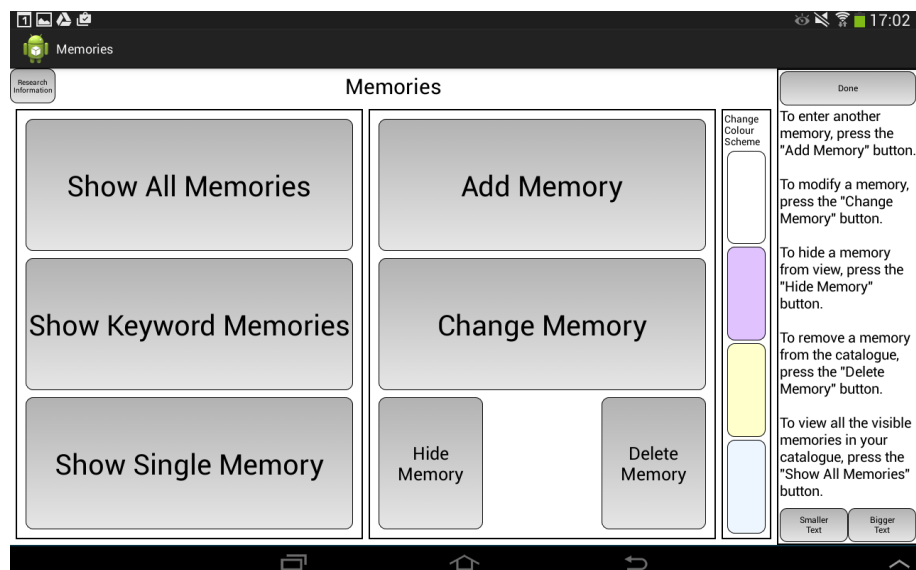 1
17:02
Memories
Research
Information
Memories
Show All Memories
Show Keyword Memories
Show Single Memory
Add Memory
Change Memory
Hide
Memory
Delete
Memory
Change
Colour
Scheme
Done
To enter another
memory, press the
"Add Memory" button.
To modify a memory,
press the "Change
Memory" button.
To hide a memory
from view, press the
"Hide Memory"
button.
To remove a memory
from the catalogue,
press the "Delete
Memory" button.
To view all the visible
memories in your
catalogue, press the
"Show All Memories"
button.
Smaller
Text
Bigger
Text